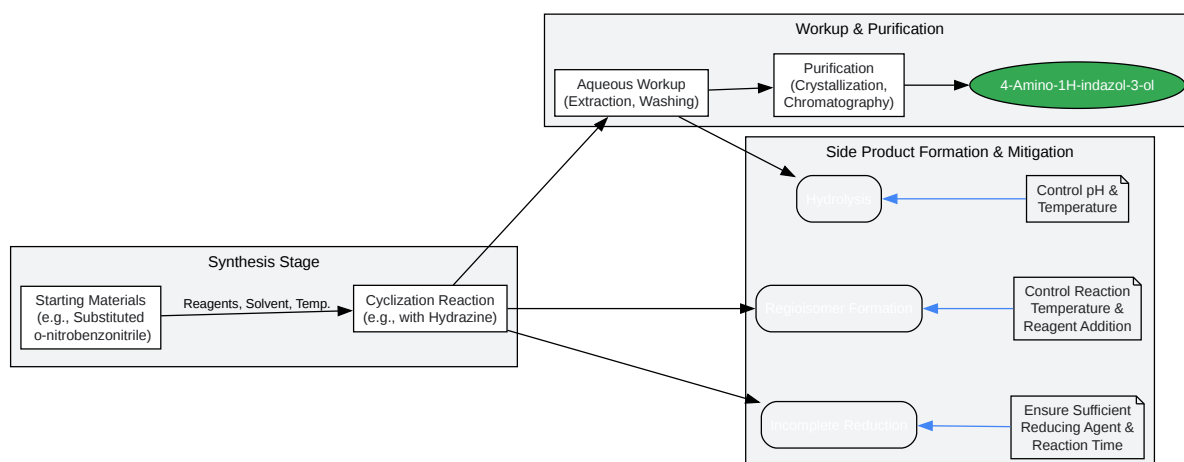 Workup & Purification
Aqueous Workup
(Extraction, Washing)
Purification
(Crystallization,
Chromatography)
4-Amino-1H-indazol-3-ol
Side Product Formation & Mitigation
Hydrolysis
Control pH &
Temperature
Synthesis Stage
Starting Materials
(e.g., Substituted
o-nitrobenzonitrile)
Reagents, Solvent, Temp.
Cyclization Reaction
(e.g., with Hydrazine)
Regioisomer Formation
Control Reaction
Temperature &
Reagent Addition
Incomplete Reduction
Ensure Sufficient
Reducing Agent &
Reaction Time